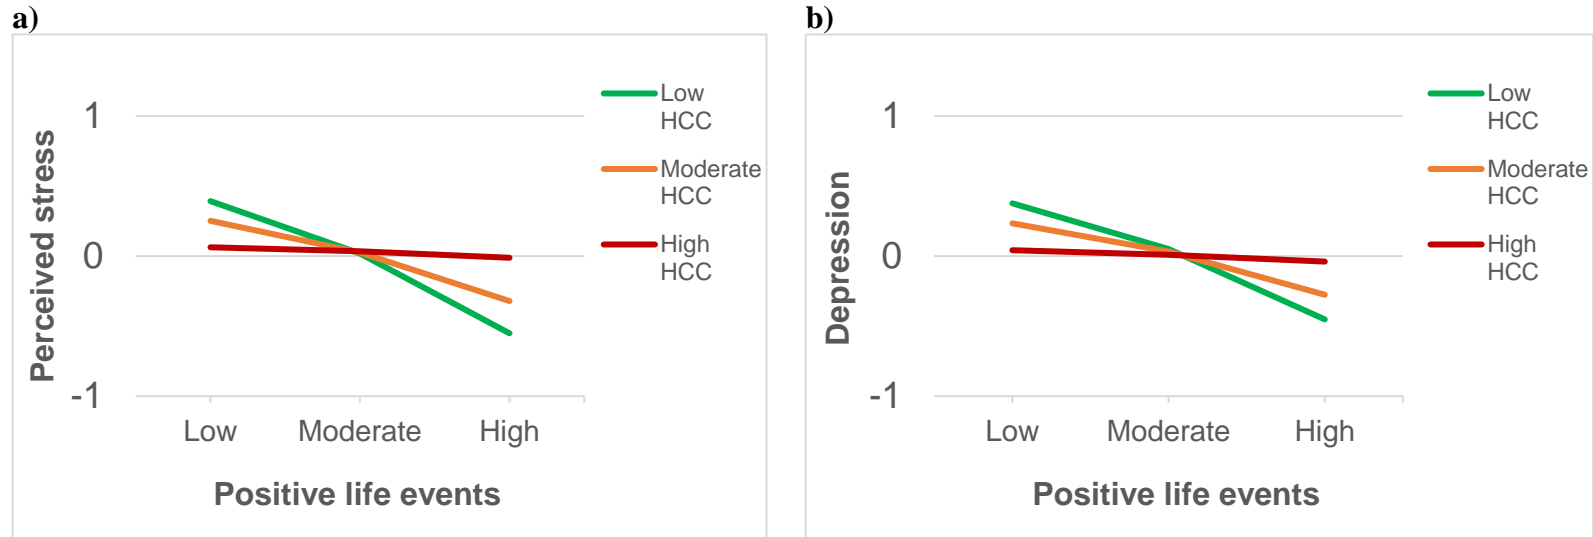 a)
Perceived stress
1
0
-1
Low
Moderate
High
Positive life events
Low
HCC
Moderate
HCC
High
HCC
b)
Depression
1
0
-1
Low
Moderate
High
Positive life events
Low
HCC
Moderate
HCC
High
HCC